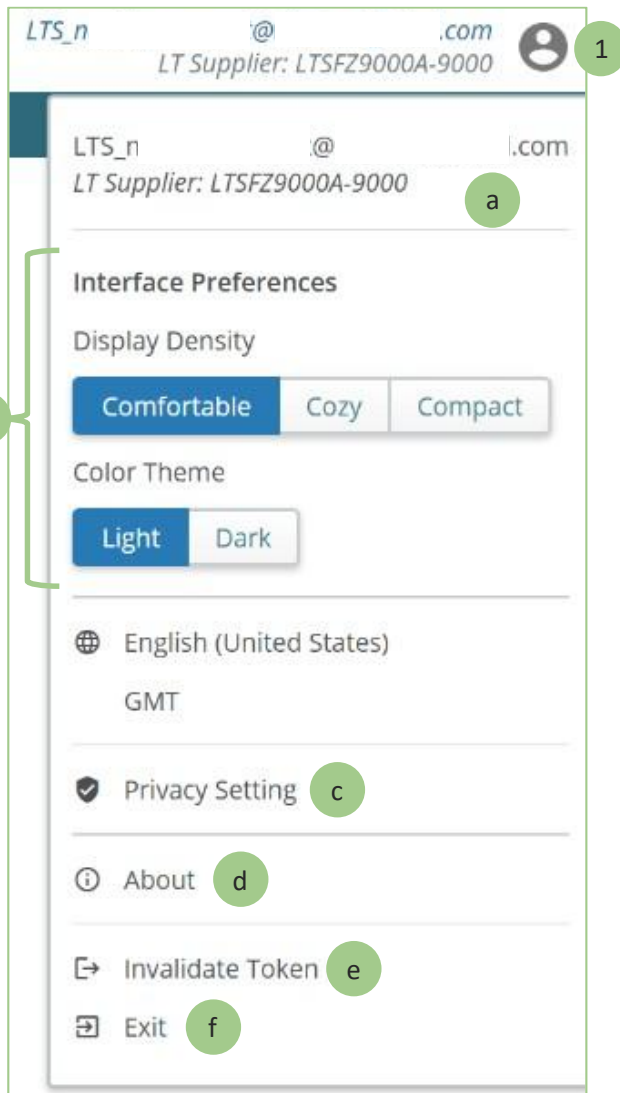 LTS_n @ .com
LT Supplier: LTSFZ9000A-9000
1
LTS_n @ .com
LT Supplier: LTSFZ9000A-9000
a
Interface Preferences
Display Density
Comfortable Cozy Compact
Color Theme
Light Dark
English (United States)
GMT
Privacy Setting c
About d
Invalidate Token e
Exit f